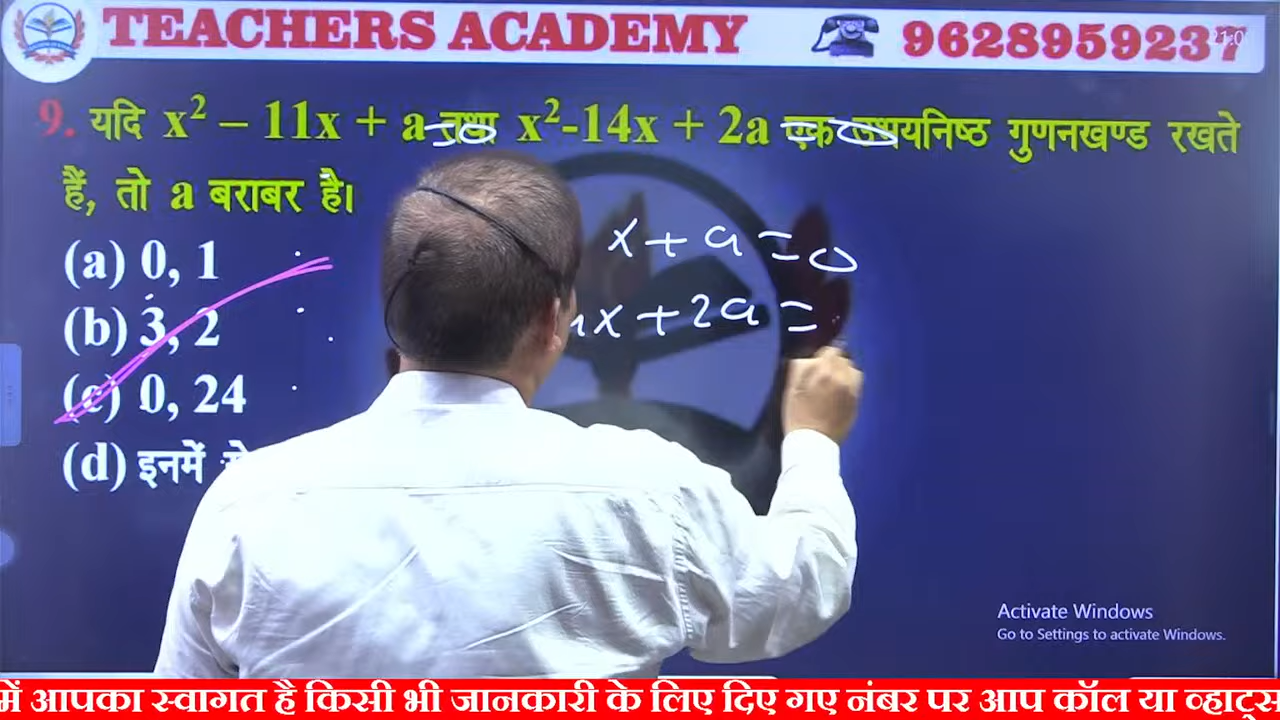 TEACHERS ACADEMY 9628959237
9. यदि x² – 11x + a तथा x²-14x + 2a एक उभयनिष्ठ गुणनखण्ड रखते
हैं, तो a बराबर है।
(a) 0, 1
(b) 3, 2
(c) 0, 24
(d) इनमें
x + a = 0
x + 2a =
Activate Windows
Go to Settings to activate Windows.
में आपका स्वागत है किसी भी जानकारी के लिए दिए गए नंबर पर आप कॉल या व्हाट्स